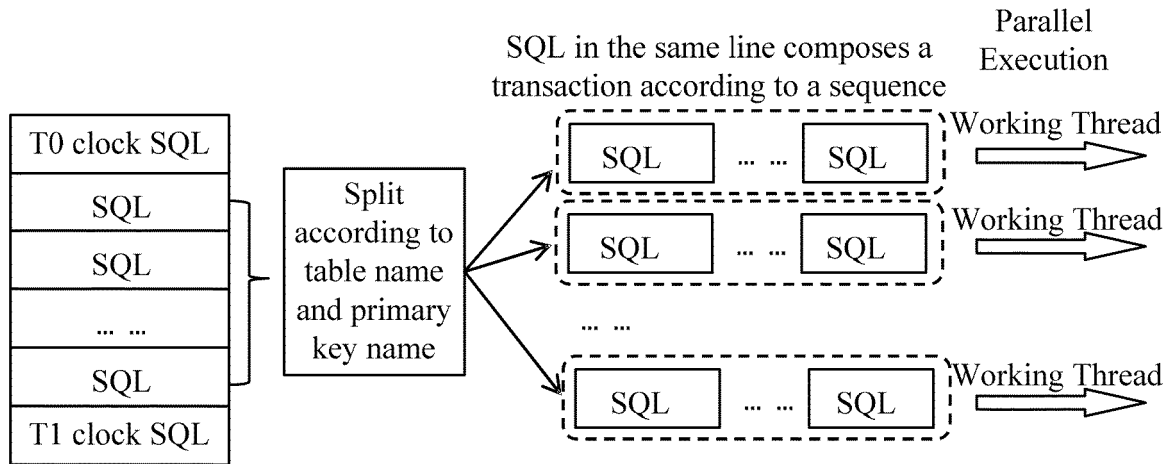 Parallel
Execution
SQL in the same line composes a
transaction according to a sequence
T0 clock SQL
SQL
SQL
... ...
SQL
T1 clock SQL
Split
according to
table name
and primary
key name
SQL ... ... SQL
Working Thread
SQL ... ... SQL
Working Thread
... ...
SQL ... ... SQL
Working Thread